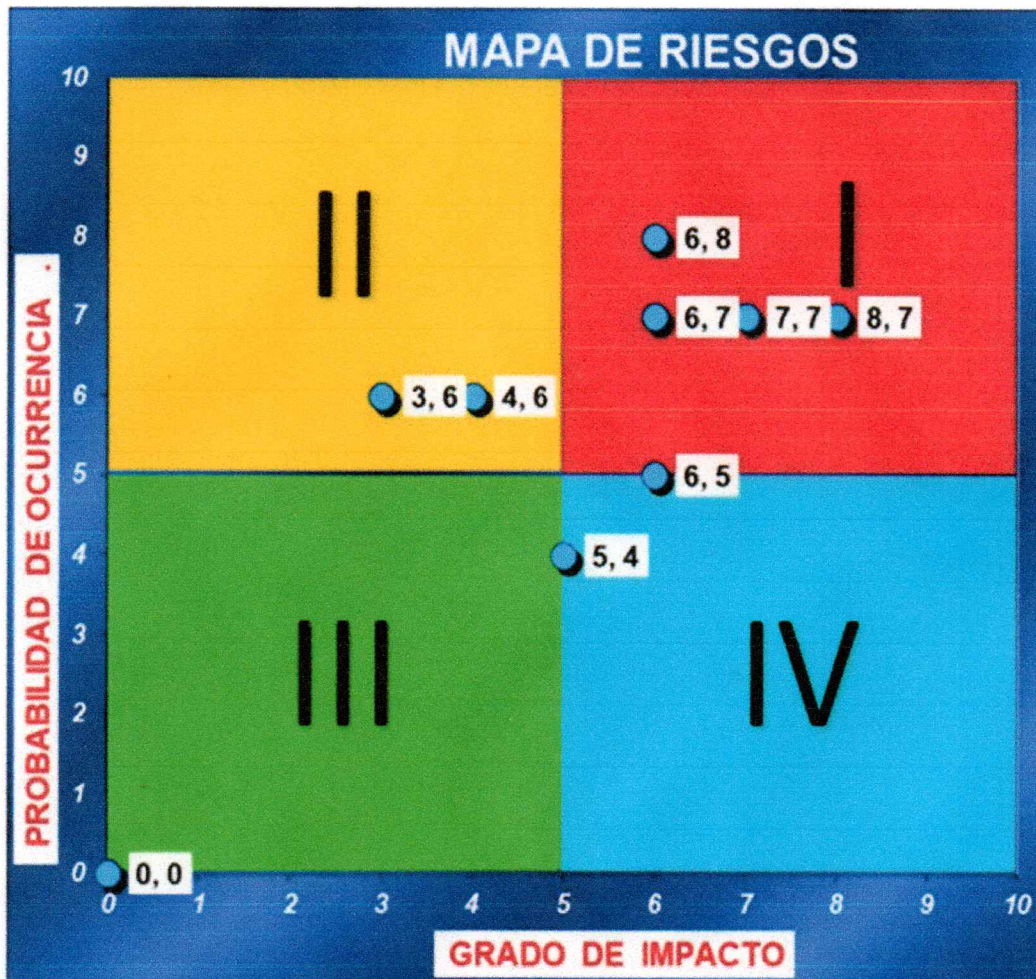 MAPA DE RIESGOS
PROBABILIDAD DE OCURRENCIA .
10
9
8
7
6
5
4
3
2
1
0
II
I
6, 8
6, 7
7, 7
8, 7
3, 6
4, 6
6, 5
5, 4
III
IV
0, 0
0 1 2 3 4 5 6 7 8 9 10
GRADO DE IMPACTO